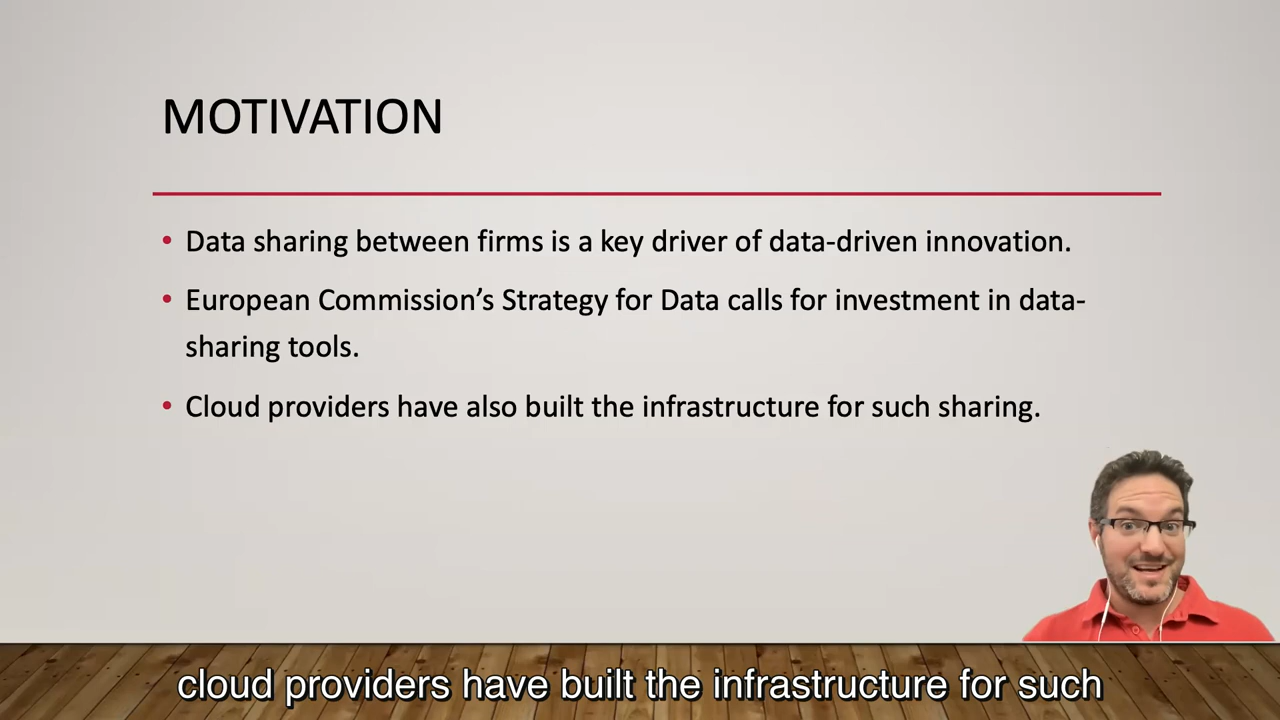 MOTIVATION
• Data sharing between firms is a key driver of data-driven innovation.
• European Commission’s Strategy for Data calls for investment in data-
sharing tools.
• Cloud providers have also built the infrastructure for such sharing.
cloud providers have built the infrastructure for such